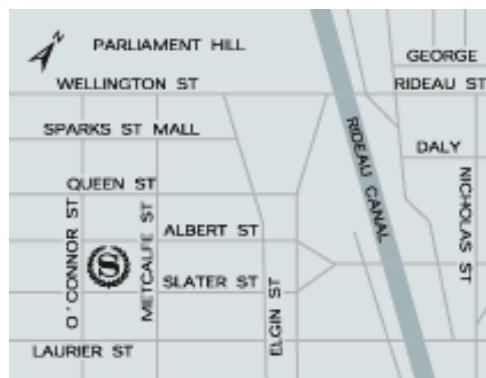 N
PARLIAMENT HILL
GEORGE
WELLINGTON ST
RIDEAU ST
SPARKS ST MALL
RIDEAU CANAL
DALY
QUEEN ST
NICHOLAS ST
O'CONNOR ST
METCALFE ST
ALBERT ST
S
SLATER ST
ELGIN ST
LAURIER ST